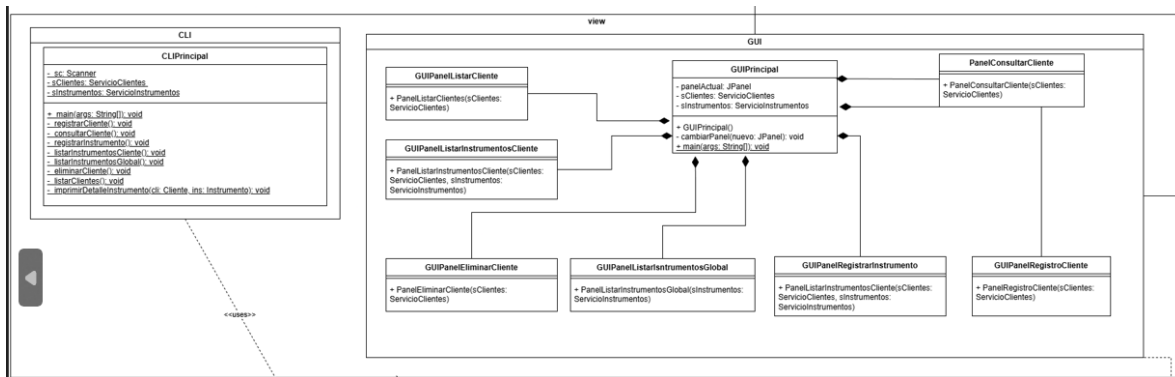 view
CLI
CLIPrincipal
- sc: Scanner
- sClientes: ServicioClientes
- sInstrumentos: ServicioInstrumentos
+ main(args: String[]): void
- registrarCliente(): void
- consultarCliente(): void
- registrarInstrumento(): void
- listarInstrumentosCliente(): void
- listarInstrumentosGlobal(): void
- eliminarCliente(): void
- listarClientes(): void
- imprimirDetalleInstrumento(cli: Cliente, ins: Instrumento): void
<<uses>>
GUI
GUIPanelListarCliente
+ PanelListarClientes(sClientes:
ServicioClientes)
GUIPrincipal
- panelActual: JPanel
- sClientes: ServicioClientes
- sInstrumentos: ServicioInstrumentos
+ GUIPrincipal()
- cambiarPanel(nuevo: JPanel): void
+ main(args: String[]): void
PanelConsultarCliente
+ PanelConsultarCliente(sClientes:
ServicioClientes)
GUIPanelListarInstrumentosCliente
+ PanelListarInstrumentosCliente(sClientes:
ServicioClientes, sInstrumentos:
ServicioInstrumentos)
GUIPanelEliminarCliente
+ PanelEliminarCliente(sClientes:
ServicioClientes)
GUIPanelListarIsntrumentosGlobal
+ PanelListarInstrumentosGlobal(sInstrumentos:
ServicioInstrumentos)
GUIPanelRegistrarInstrumento
+ PanelListarInstrumentosCliente(sClientes:
ServicioClientes, sInstrumentos:
ServicioInstrumentos)
GUIPanelRegistroCliente
+ PanelRegistroCliente(sClientes:
ServicioClientes)